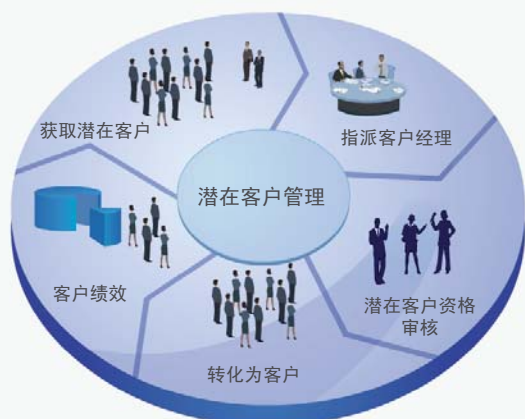 获取潜在客户
指派客户经理
潜在客户管理
客户绩效
潜在客户资格
审核
转化为客户